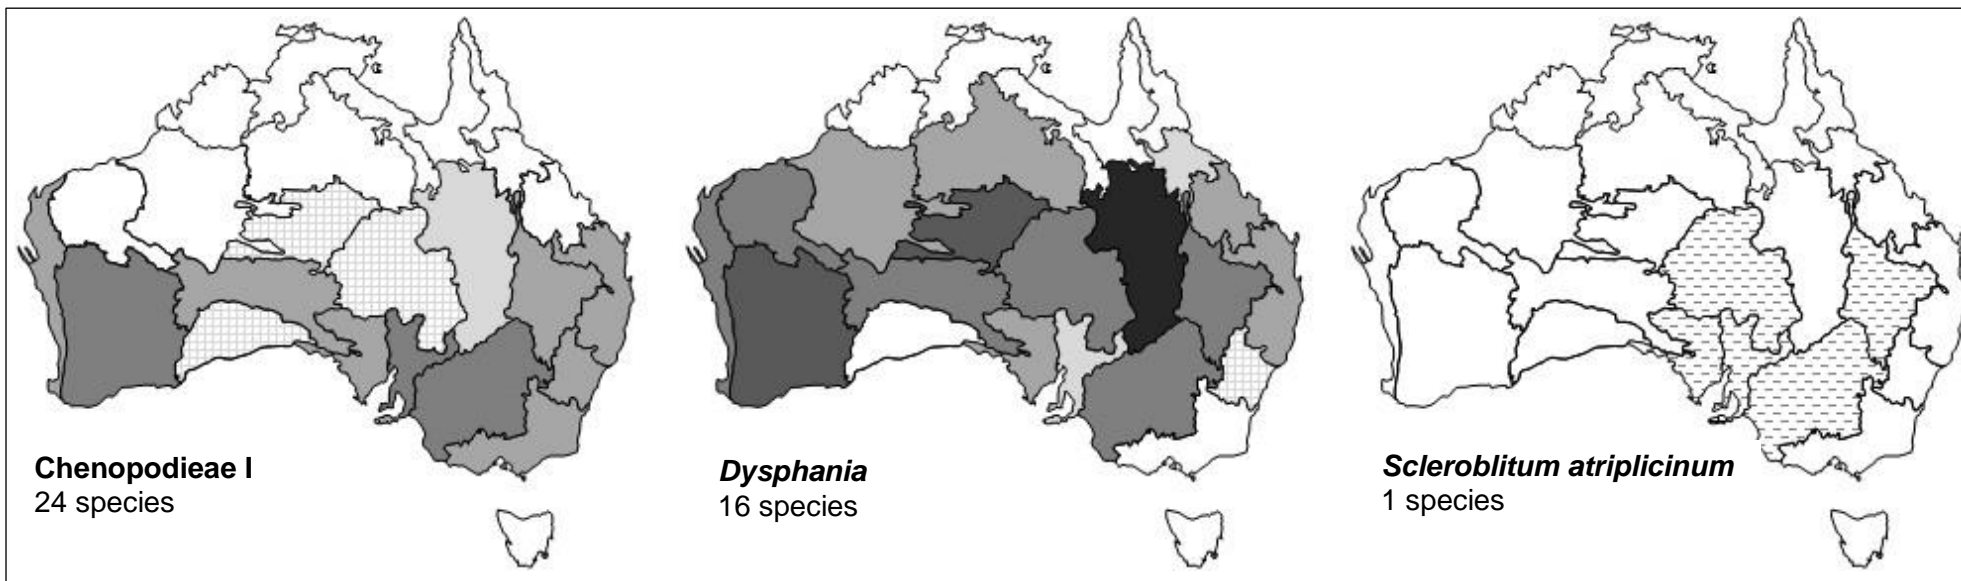 Chenopodieae I
24 species
Dysphania
16 species
Scleroblitum atriplicinum
1 species